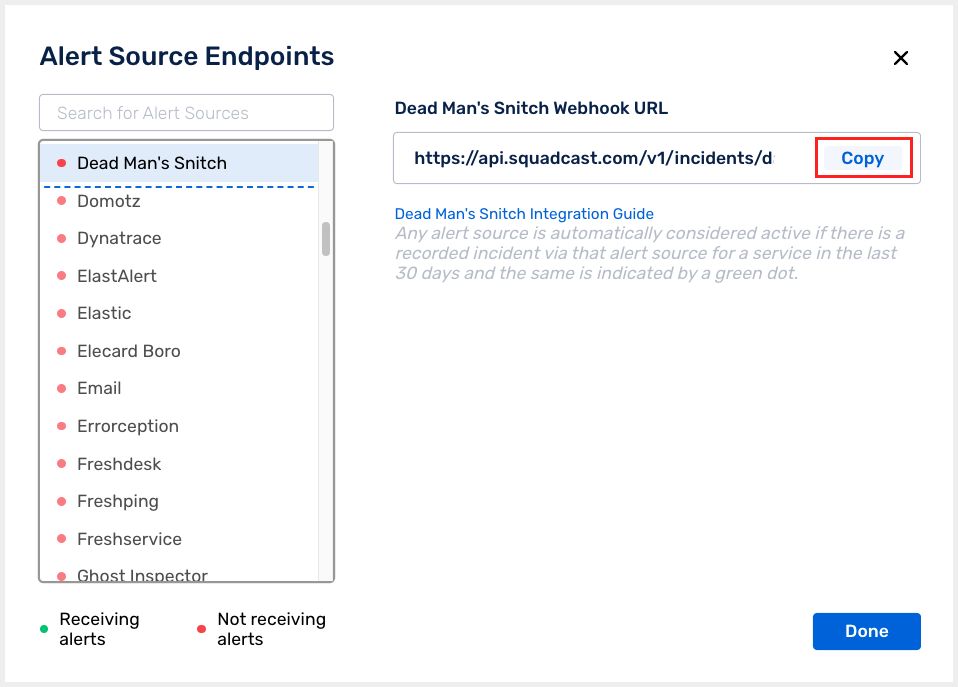 Alert Source Endpoints
Search for Alert Sources
Dead Man's Snitch
Domotz
Dynatrace
ElastAlert
Elastic
Elecard Boro
Email
Errorception
Freshdesk
Freshping
Freshservice
Ghost Inspector
Receiving
alerts
Not receiving
alerts
Dead Man's Snitch Webhook URL
https://api.squadcast.com/v1/incidents/d
Copy
Dead Man's Snitch Integration Guide
Any alert source is automatically considered active if there is a
recorded incident via that alert source for a service in the last
30 days and the same is indicated by a green dot.
Done